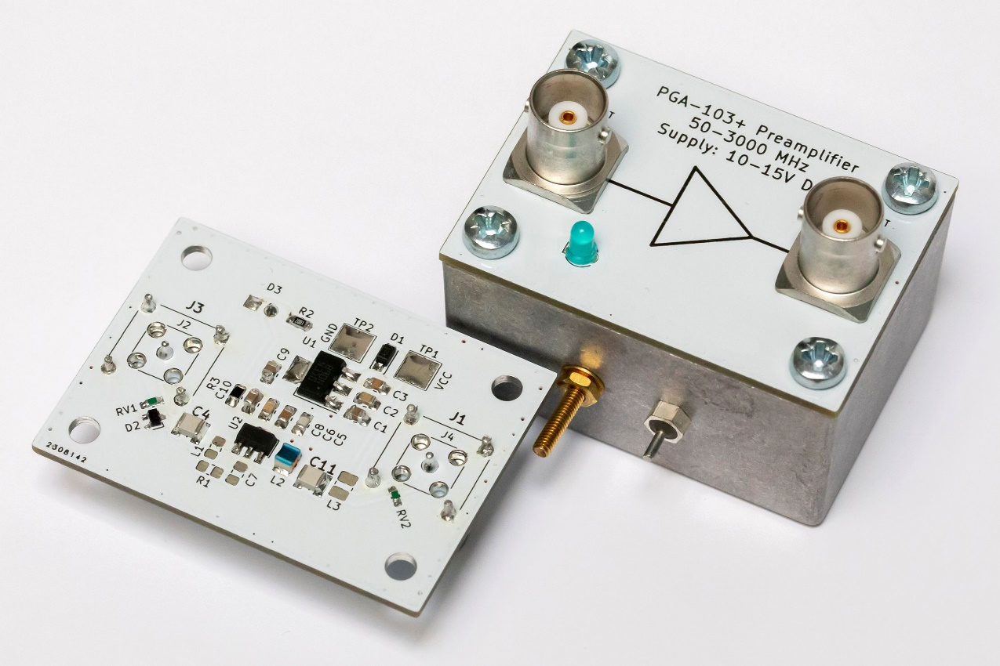 PGA-103+ Preamplifier
50-3000 MHz
Supply: 10-15V D
T
T
D3
R2
J3
J2
U1
GND
TP2
D1
TP1
VCC
C9
R3
C10
C3
C2
C1
J1
J4
RV1
D2
C4
U2
C8
C6
C5
L1
R1
C7
L2
C11
L3
RV2
2308142